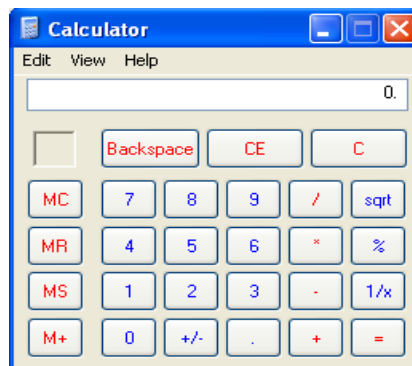 Calculator
Edit View Help
0.
Backspace CE C
MC 7 8 9 / sqrt
MR 4 5 6 * %
MS 1 2 3 - 1/x
M+ 0 +/- . + =